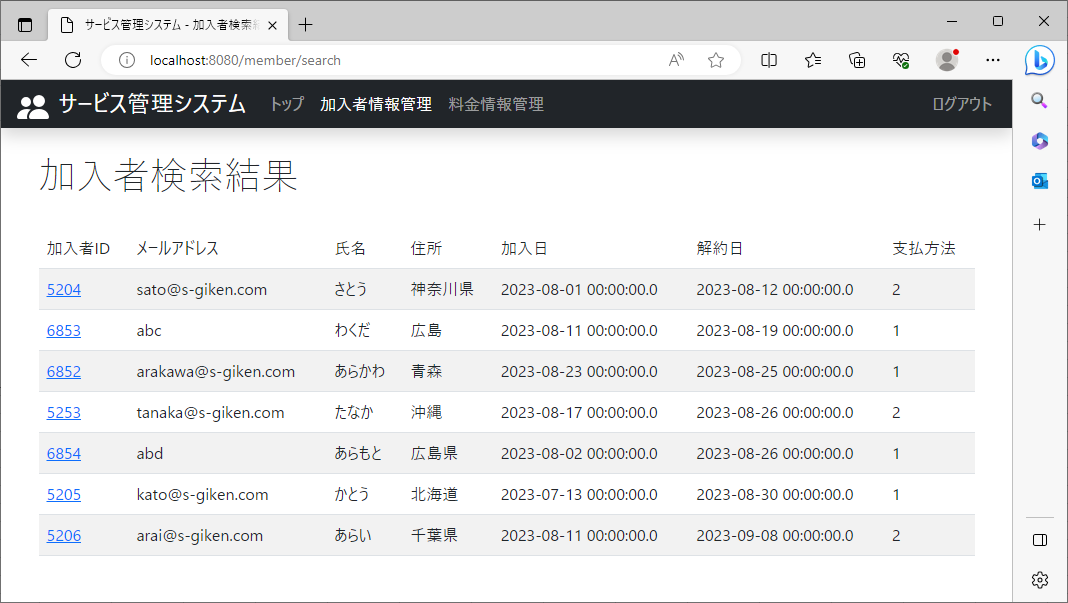 サービス管理システム - 加入者検索結
localhost:8080/member/search
サービス管理システム トップ 加入者情報管理 料金情報管理 ログアウト
加入者検索結果
加入者ID メールアドレス 氏名 住所 加入日 解約日 支払方法
5204 sato@s-giken.com さとう 神奈川県 2023-08-01 00:00:00.0 2023-08-12 00:00:00.0 2
6853 abc わくだ 広島 2023-08-11 00:00:00.0 2023-08-19 00:00:00.0 1
6852 arakawa@s-giken.com あらかわ 青森 2023-08-23 00:00:00.0 2023-08-25 00:00:00.0 1
5253 tanaka@s-giken.com たなか 沖縄 2023-08-17 00:00:00.0 2023-08-26 00:00:00.0 2
6854 abd あらもと 広島県 2023-08-02 00:00:00.0 2023-08-26 00:00:00.0 1
5205 kato@s-giken.com かとう 北海道 2023-07-13 00:00:00.0 2023-08-30 00:00:00.0 1
5206 arai@s-giken.com あらい 千葉県 2023-08-11 00:00:00.0 2023-09-08 00:00:00.0 2